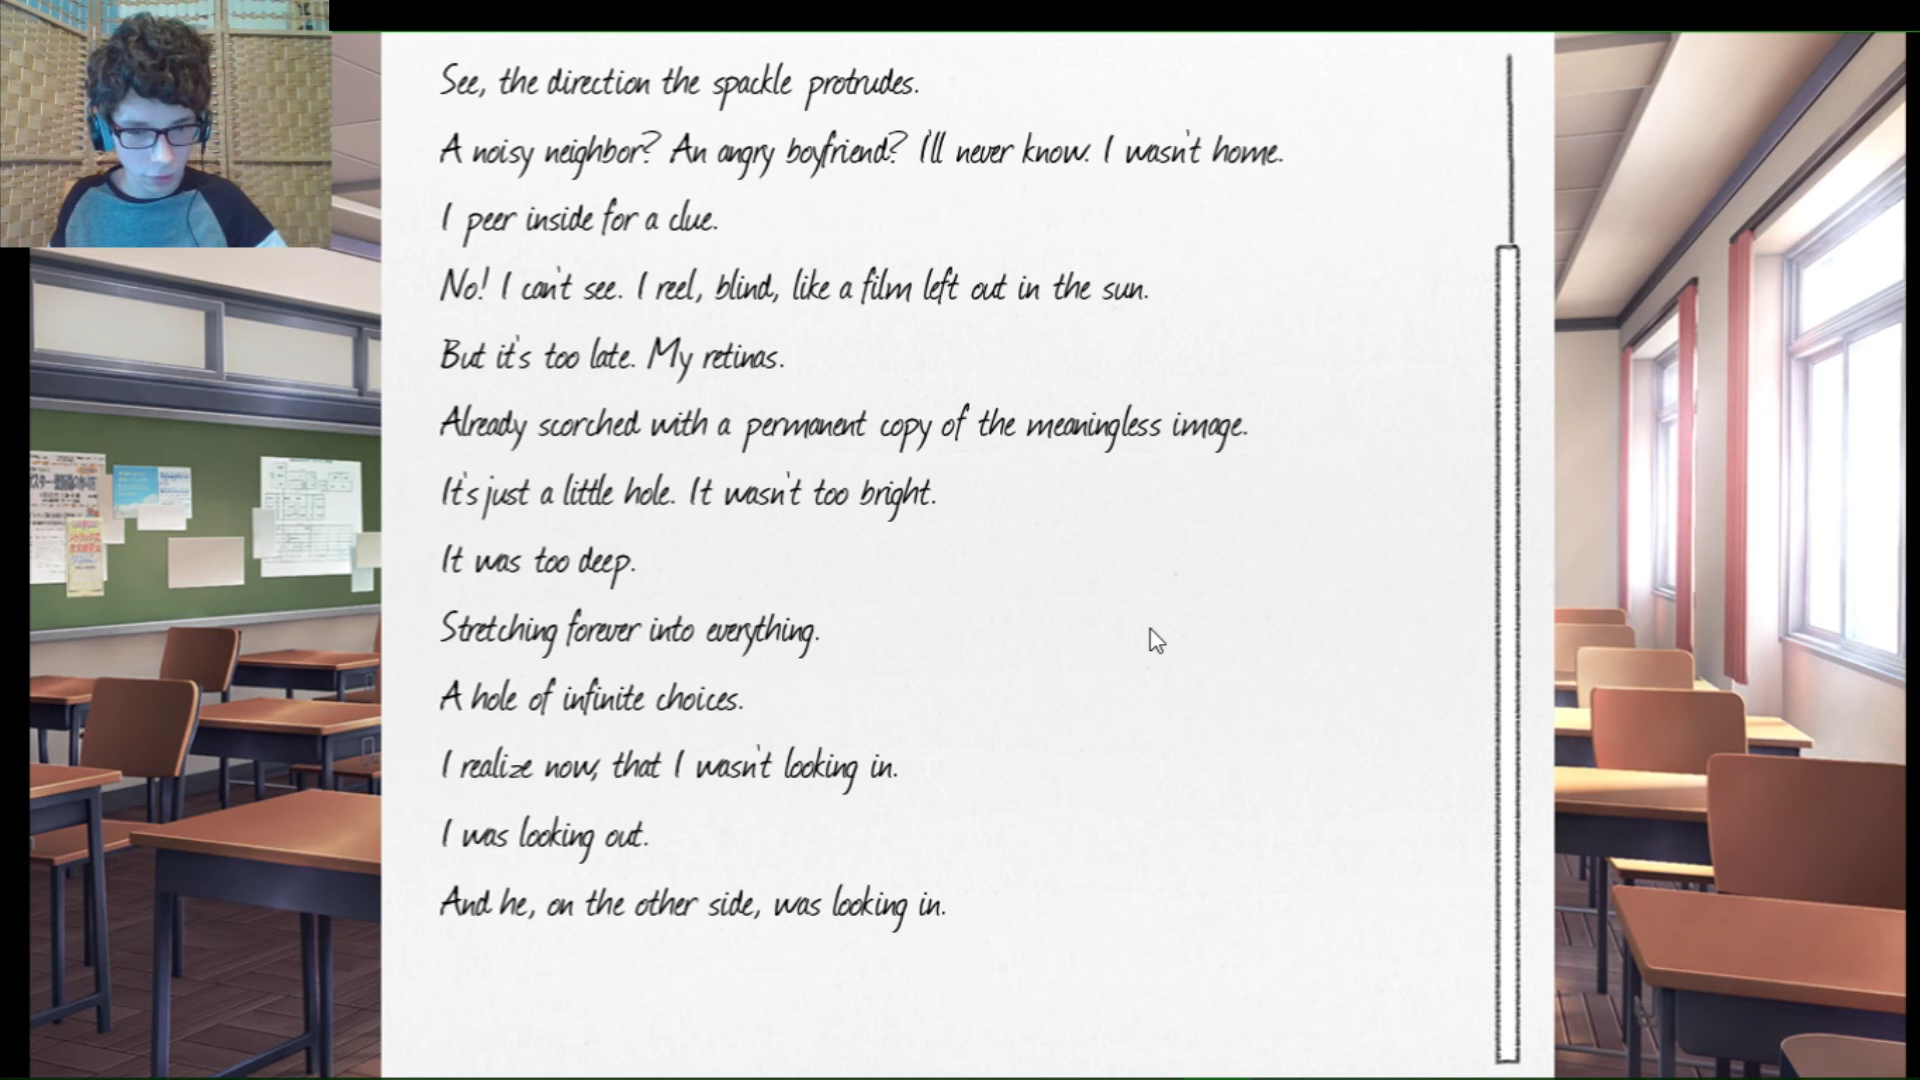 See, the direction the spackle protrudes.
A noisy neighbor? An angry boyfriend? I'll never know. I wasn't home.
I peer inside for a clue.
No! I can't see. I reel, blind, like a film left out in the sun.
But it's too late. My retinas.
Already scorched with a permanent copy of the meaningless image.
It's just a little hole. It wasn't too bright.
It was too deep.
Stretching forever into everything.
A hole of infinite choices.
I realize now, that I wasn't looking in.
I was looking out.
And he, on the other side, was looking in.